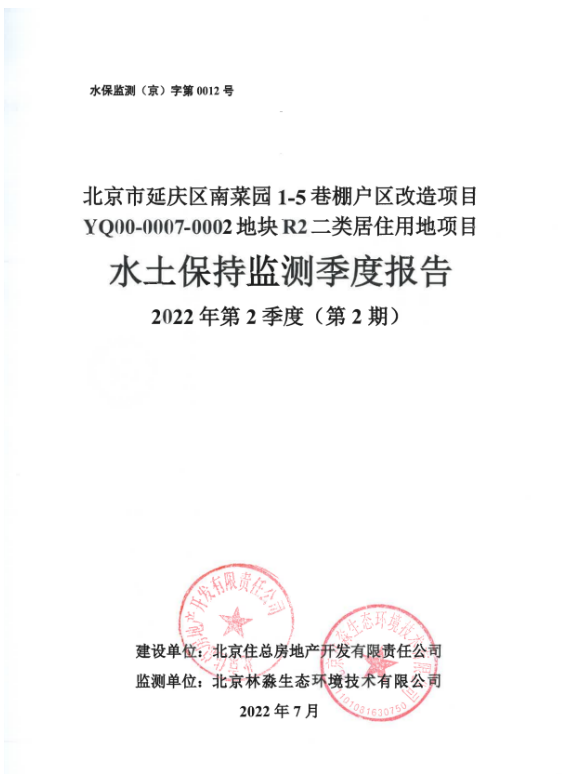 水保监测（京）字第 0012 号
北京市延庆区南菜园 1-5 巷棚户区改造项目
YQ00-0007-0002 地块 R2 二类居住用地项目
水土保持监测季度报告
2022 年第 2 季度（第 2 期）
建设单位：北京住总房地产开发有限责任公司
监测单位：北京林淼生态环境技术有限公司
2022 年 7 月